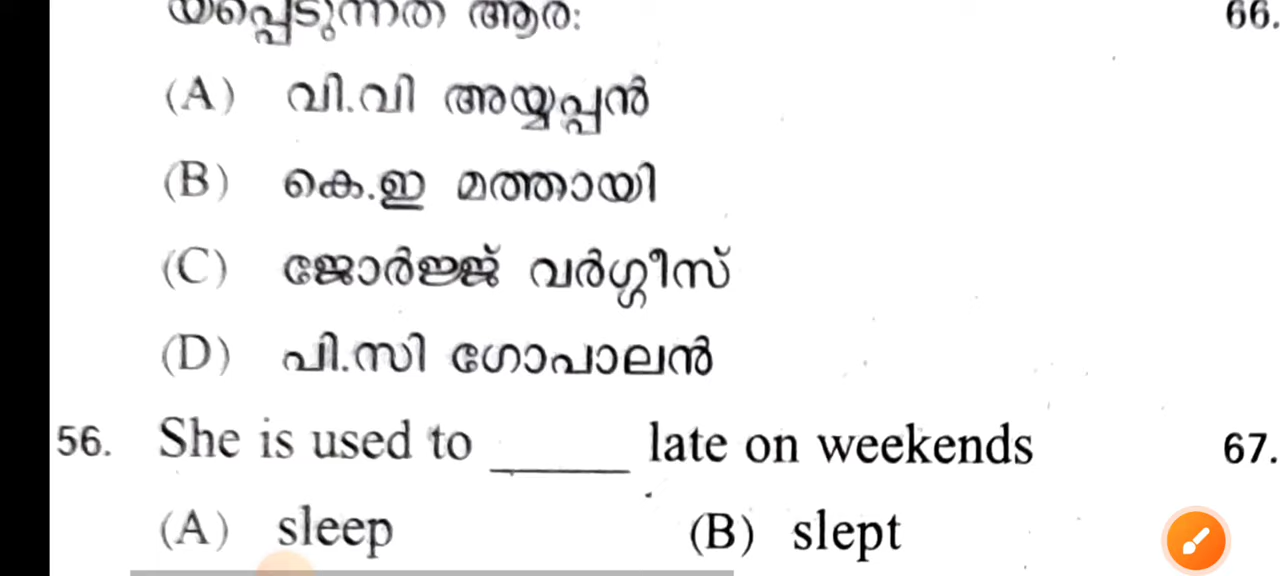 യപ്പെടുന്നത് ആര്:
66.
(A) വി.വി അയ്യപ്പൻ
(B) കെ.ഇ മത്തായി
(C) ജോർജ്ജ് വർഗ്ഗീസ്
(D) പി.സി ഗോപാലൻ
56. She is used to ______ late on weekends
67.
(A) sleep (B) slept